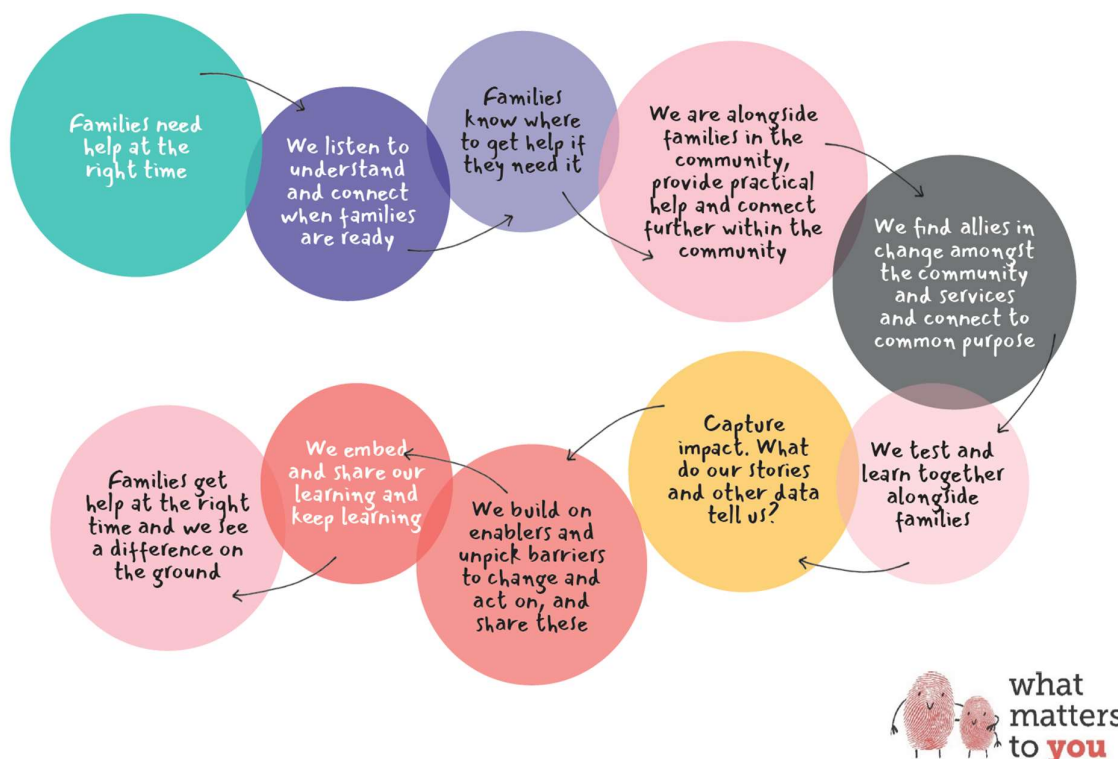 Families need
help at the
right time
We listen to
understand
and connect
when families
are ready
Families
know where
to get help if
they need it
We are alongside
families in the
community,
provide practical
help and connect
further within the
community
We find allies in
change amongst
the community
and services
and connect to
common purpose
We test and
learn together
alongside
families
Capture
impact. What
do our stories
and other data
tell us?
We build on
enablers and
unpick barriers
to change and
act on, and
share these
We embed
and share our
learning and
keep learning
Families get
help at the right
time and we see
a difference on
the ground
what
matters
to you